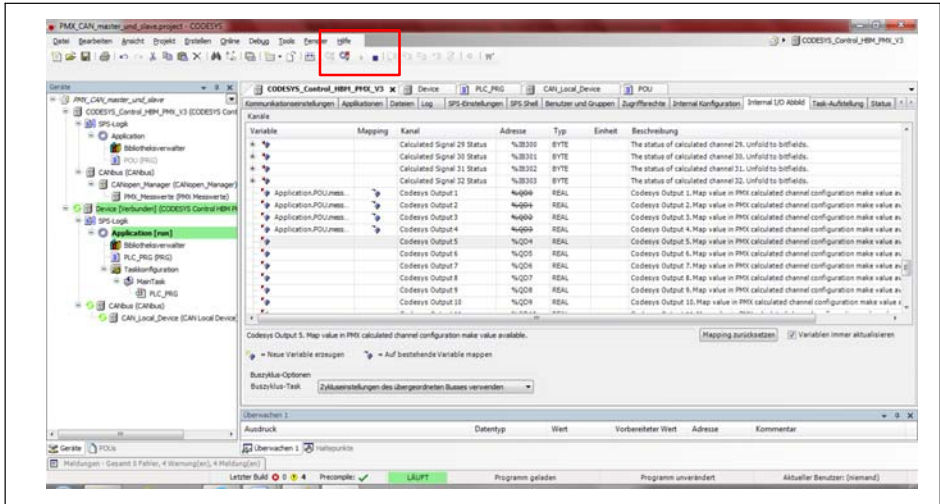 PMX_CAN_master_und_slave.project - CODESYS
Datei Bearbeiten Ansicht Projekt Erstellen Online Debug Tools Fenster Hilfe
CODESYS_Control_HBM_PMX_V3
Geräte
PMX_CAN_master_und_slave
CODESYS_Control_HBM_PMX_V3 (CODESYS Cont
SPS-Logik
Application
Bibliotheksverwalter
POU (PRG)
CANbus (CANbus)
CANopen_Manager (CANopen_Manager)
PMX_Messwerte (PMX Messwerte)
Device [Verbunden] (CODESYS Control HBM P
SPS-Logik
Application [run]
Bibliotheksverwalter
PLC_PRG (PRG)
Taskkonfiguration
MainTask
PLC_PRG
CANbus (CANbus)
CAN_Local_Device (CAN Local Device
Geräte POUs
CODESYS_Control_HBM_PMX_V3 Device PLC_PRG CAN_Local_Device POU
Kommunikationseinstellungen Applikationen Dateien Log SPS-Einstellungen SPS Shell Benutzer und Gruppen Zugriffsrechte Internal Konfiguration Internal I/O Abbild Task-Aufstellung Status
Kanäle
Variable Mapping Kanal Adresse Typ Einheit Beschreibung
Calculated Signal 29 Status %IB300 BYTE The status of calculated channel 29. Unfold to bitfields.
Calculated Signal 30 Status %IB301 BYTE The status of calculated channel 30. Unfold to bitfields.
Calculated Signal 31 Status %IB302 BYTE The status of calculated channel 31. Unfold to bitfields.
Calculated Signal 32 Status %IB303 BYTE The status of calculated channel 32. Unfold to bitfields.
Application.POU.mess... Codesys Output 1 %QD0 REAL Codesys Output 1. Map value in PMX calculated channel configuration make value av
Application.POU.mess... Codesys Output 2 %QD1 REAL Codesys Output 2. Map value in PMX calculated channel configuration make value av
Application.POU.mess... Codesys Output 3 %QD2 REAL Codesys Output 3. Map value in PMX calculated channel configuration make value av
Application.POU.mess... Codesys Output 4 %QD3 REAL Codesys Output 4. Map value in PMX calculated channel configuration make value av
Codesys Output 5 %QD4 REAL Codesys Output 5. Map value in PMX calculated channel configuration make value av
Codesys Output 6 %QD5 REAL Codesys Output 6. Map value in PMX calculated channel configuration make value av
Codesys Output 7 %QD6 REAL Codesys Output 7. Map value in PMX calculated channel configuration make value av
Codesys Output 8 %QD7 REAL Codesys Output 8. Map value in PMX calculated channel configuration make value av
Codesys Output 9 %QD8 REAL Codesys Output 9. Map value in PMX calculated channel configuration make value av
Codesys Output 10 %QD9 REAL Codesys Output 10. Map value in PMX calculated channel configuration make value a
Codesys Output 5. Map value in PMX calculated channel configuration make value available.
Mapping zurücksetzen Variablen immer aktualisieren
= Neue Variable erzeugen = Auf bestehende Variable mappen
Buszyklus-Optionen
Buszyklus-Task Zykluseinstellungen des übergeordneten Busses verwenden
Überwachen 1
Ausdruck Datentyp Wert Vorbereiteter Wert Adresse Kommentar
Überwachen 1 Haltepunkte
Meldungen - Gesamt 0 Fehler, 4 Warnung(en), 4 Meldung(en)
Letzter Build 0 0 4 Precompile: LÄUFT Programm geladen Programm unverändert Aktueller Benutzer: (niemand)